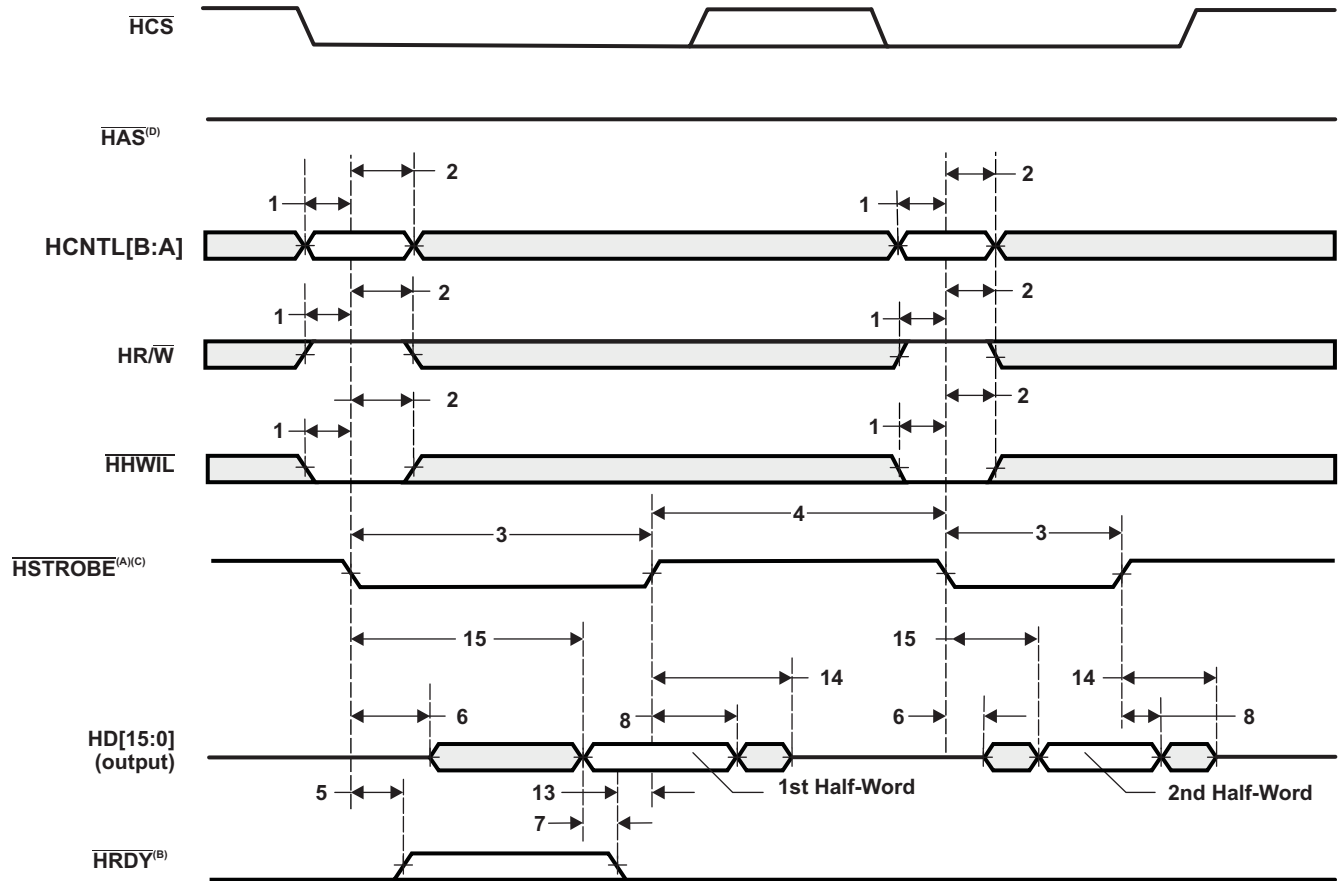 HCS
HAS(D)
2 2
1 1
HCNTL[B:A]
2 2
1 1
HR/W
2 2
1 1
HHWIL
4
3 3
HSTROBE(A)(C)
15 15
14 14
6 8 6 8
HD[15:0]
(output)
1st Half-Word 2nd Half-Word
5 13
7
HRDY(B)